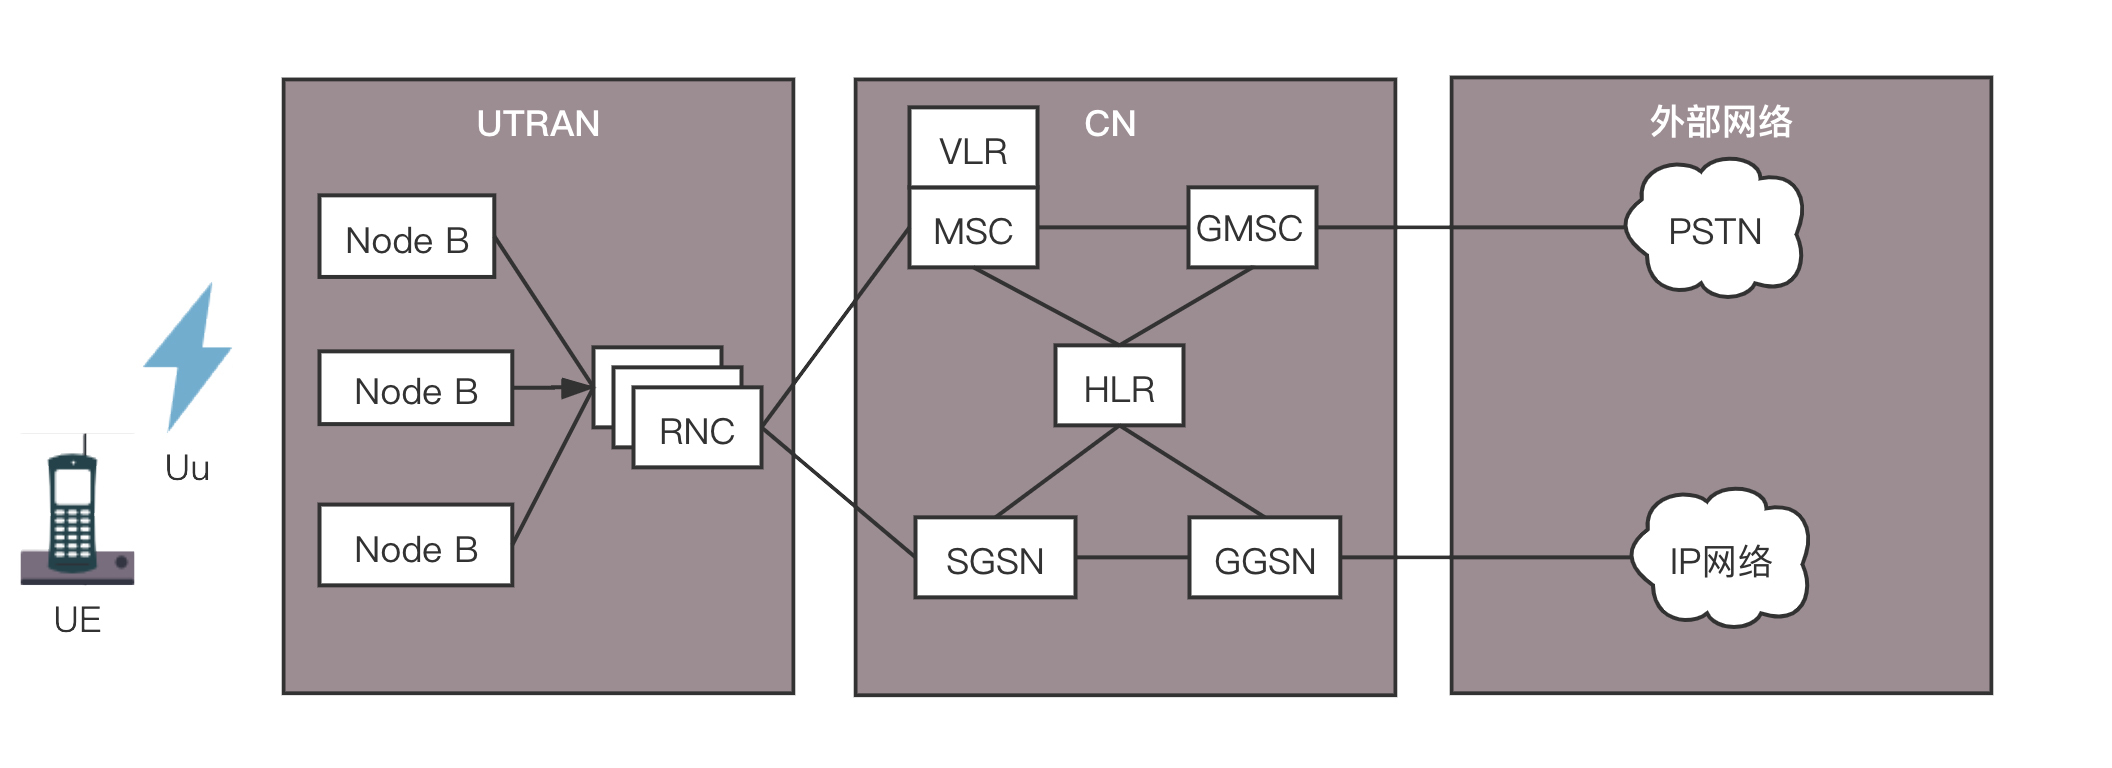 UTRAN
CN
外部网络
VLR
Node B
MSC
GMSC
PSTN
Node B
HLR
RNC
Uu
Node B
SGSN
GGSN
IP网络
UE